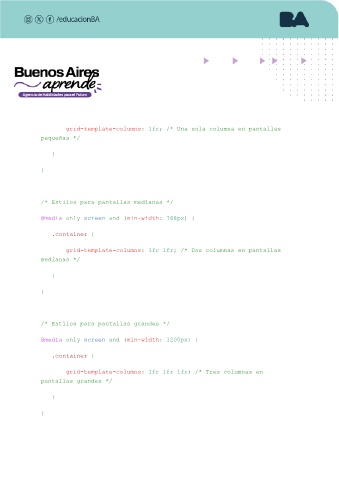 /educacionBA
BA
Buenos Aires
aprende
Agencia de Habilidades para el Futuro
grid-template-columns: 1fr; /* Una sola columna en pantallas
pequeñas */
}
}
/* Estilos para pantallas medianas */
@media only screen and (min-width: 768px) {
.container {
grid-template-columns: 1fr 1fr; /* Dos columnas en pantallas
medianas */
}
}
/* Estilos para pantallas grandes */
@media only screen and (min-width: 1200px) {
.container {
grid-template-columns: 1fr 1fr 1fr; /* Tres columnas en
pantallas grandes */
}
}